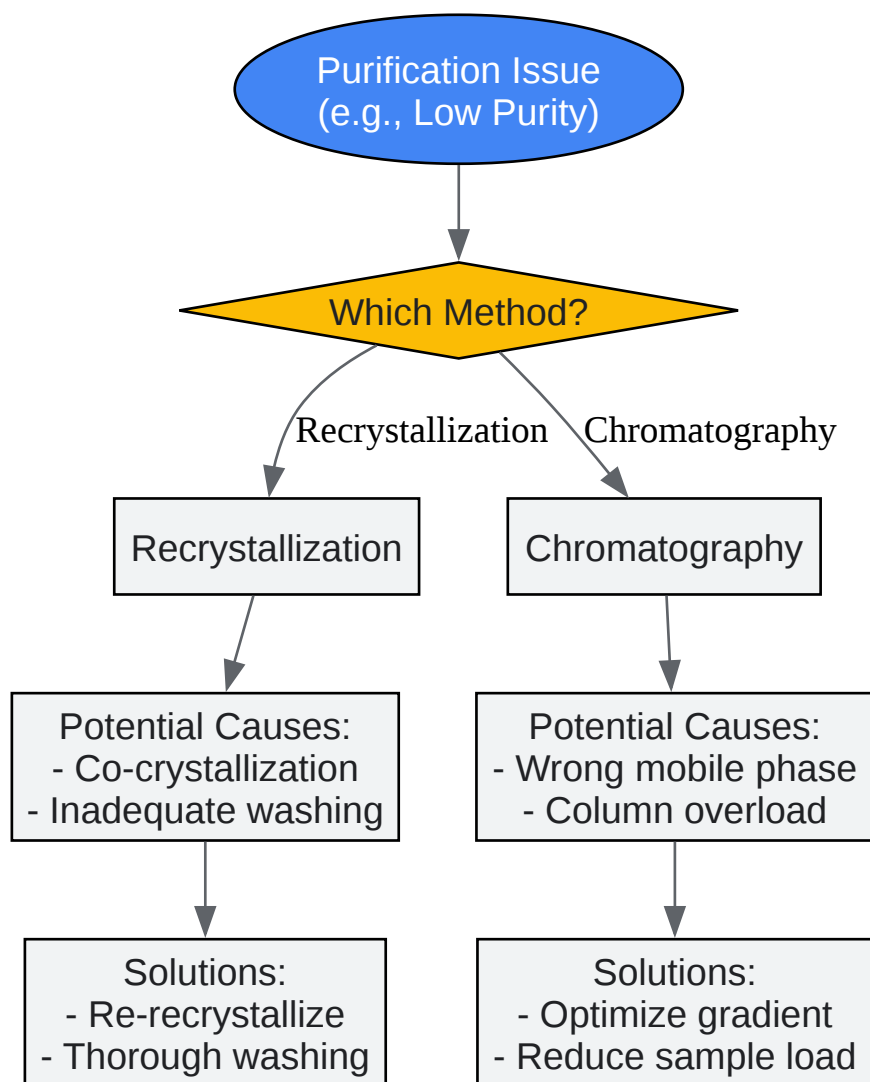 Purification Issue
(e.g., Low Purity)
Which Method?
Recrystallization
Chromatography
Recrystallization
Chromatography
Potential Causes:
- Co-crystallization
- Inadequate washing
Potential Causes:
- Wrong mobile phase
- Column overload
Solutions:
- Re-recrystallize
- Thorough washing
Solutions:
- Optimize gradient
- Reduce sample load